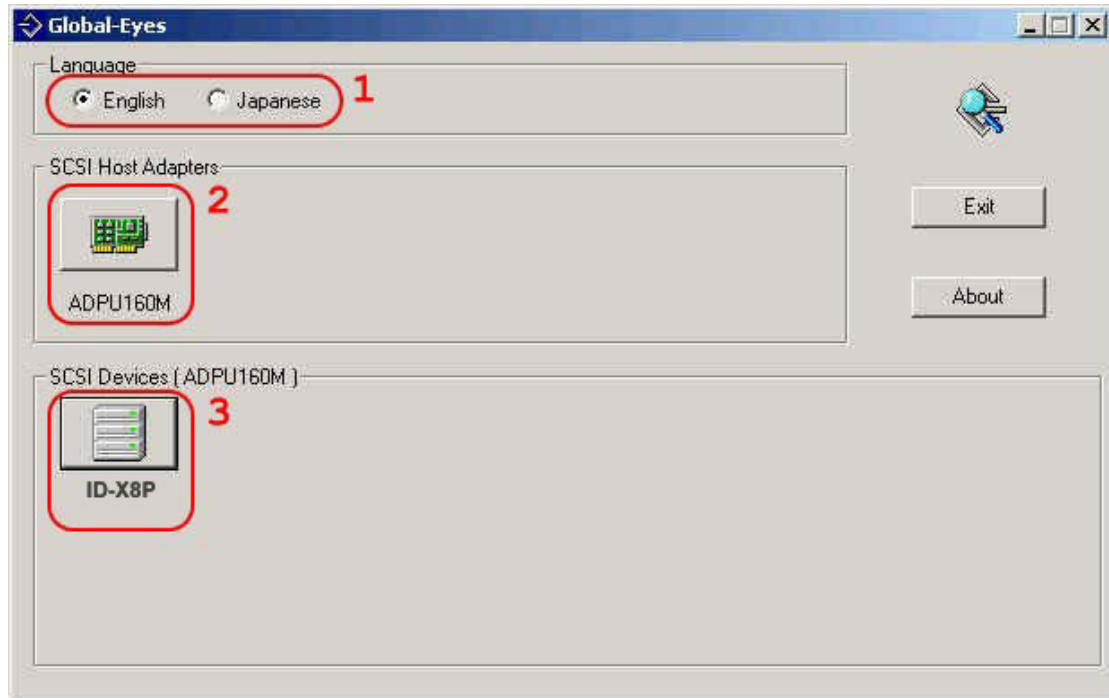 Global-Eyes
Language
English Japanese 1
SCSI Host Adapters
2
Exit
ADPU160M
About
SCSI Devices ( ADPU160M )
3
ID-X8P